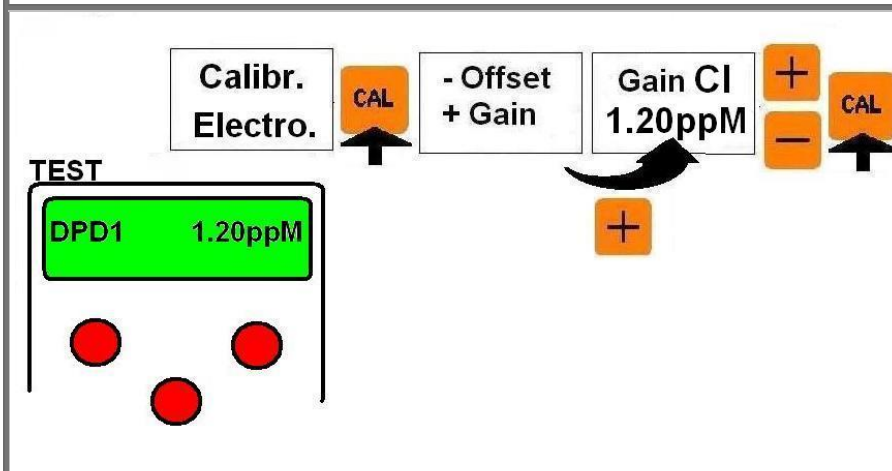 Calibr.
Electro.
CAL
- Offset
+ Gain
Gain Cl
1.20ppM
+
-
CAL
+
TEST
DPD1 1.20ppM